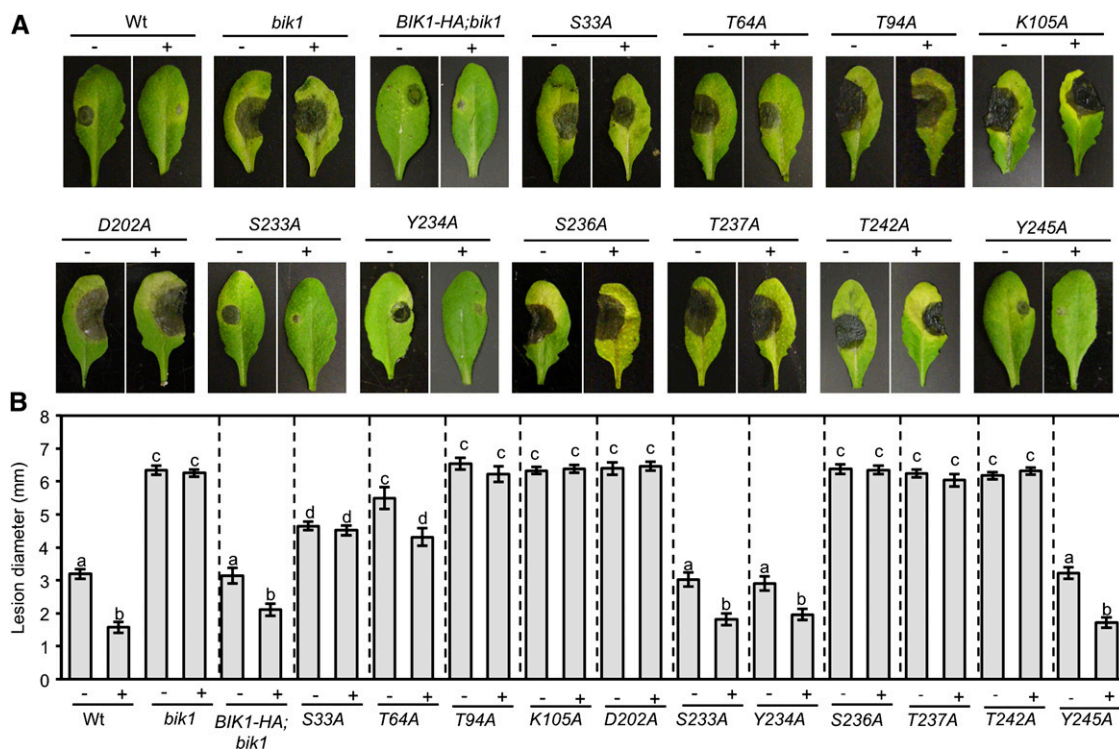 A
Wt bik1 BIK1-HA;bik1 S33A T64A T94A K105A
- + - + - + - + - + - + - +
D202A S233A Y234A S236A T237A T242A Y245A
- + - + - + - + - + - + - +
B
Lesion diameter (mm)
8
7
6
5
4
3
2
1
0
a b c c a b d d c d c c c c c c a b a b c c c c c c a b
- + - + - + - + - + - + - + - + - + - + - + - + - + - +
Wt bik1 BIK1-HA; S33A T64A T94A K105A D202A S233A Y234A S236A T237A T242A Y245A
bik1